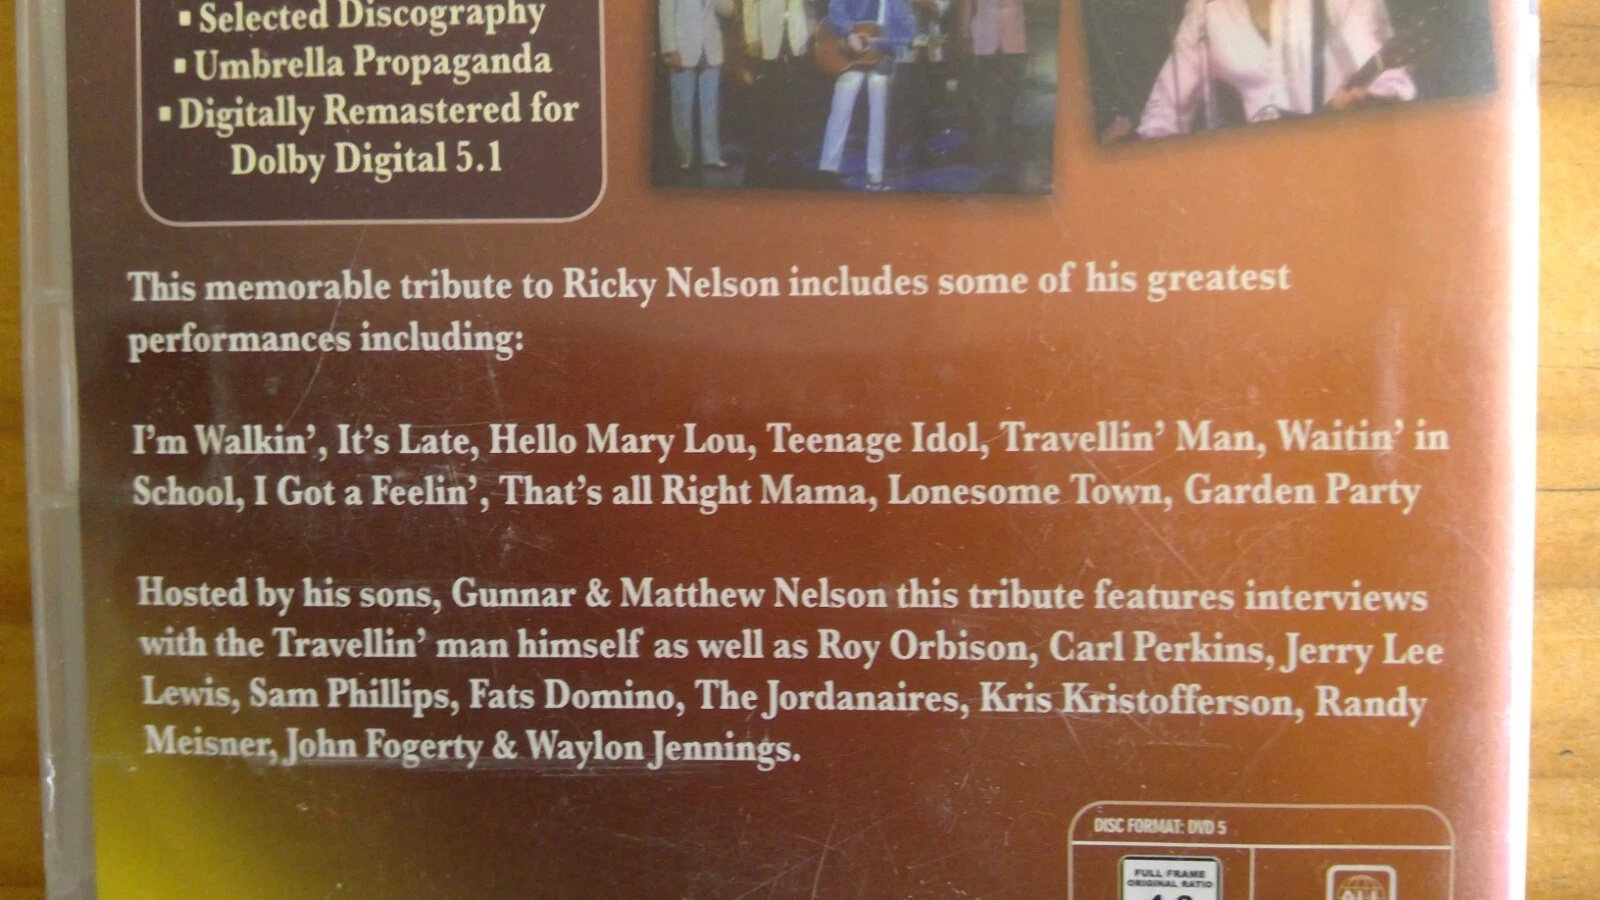 ▪ Selected Discography
▪ Umbrella Propaganda
▪ Digitally Remastered for
Dolby Digital 5.1
This memorable tribute to Ricky Nelson includes some of his greatest
performances including:
I'm Walkin', It's Late, Hello Mary Lou, Teenage Idol, Travellin' Man, Waitin' in
School, I Got a Feelin', That's all Right Mama, Lonesome Town, Garden Party
Hosted by his sons, Gunnar & Matthew Nelson this tribute features interviews
with the Travellin' man himself as well as Roy Orbison, Carl Perkins, Jerry Lee
Lewis, Sam Phillips, Fats Domino, The Jordanaires, Kris Kristofferson, Randy
Meisner, John Fogerty & Waylon Jennings.
DISC FORMAT: DVD 5
FULL FRAME
ORIGINAL RATIO